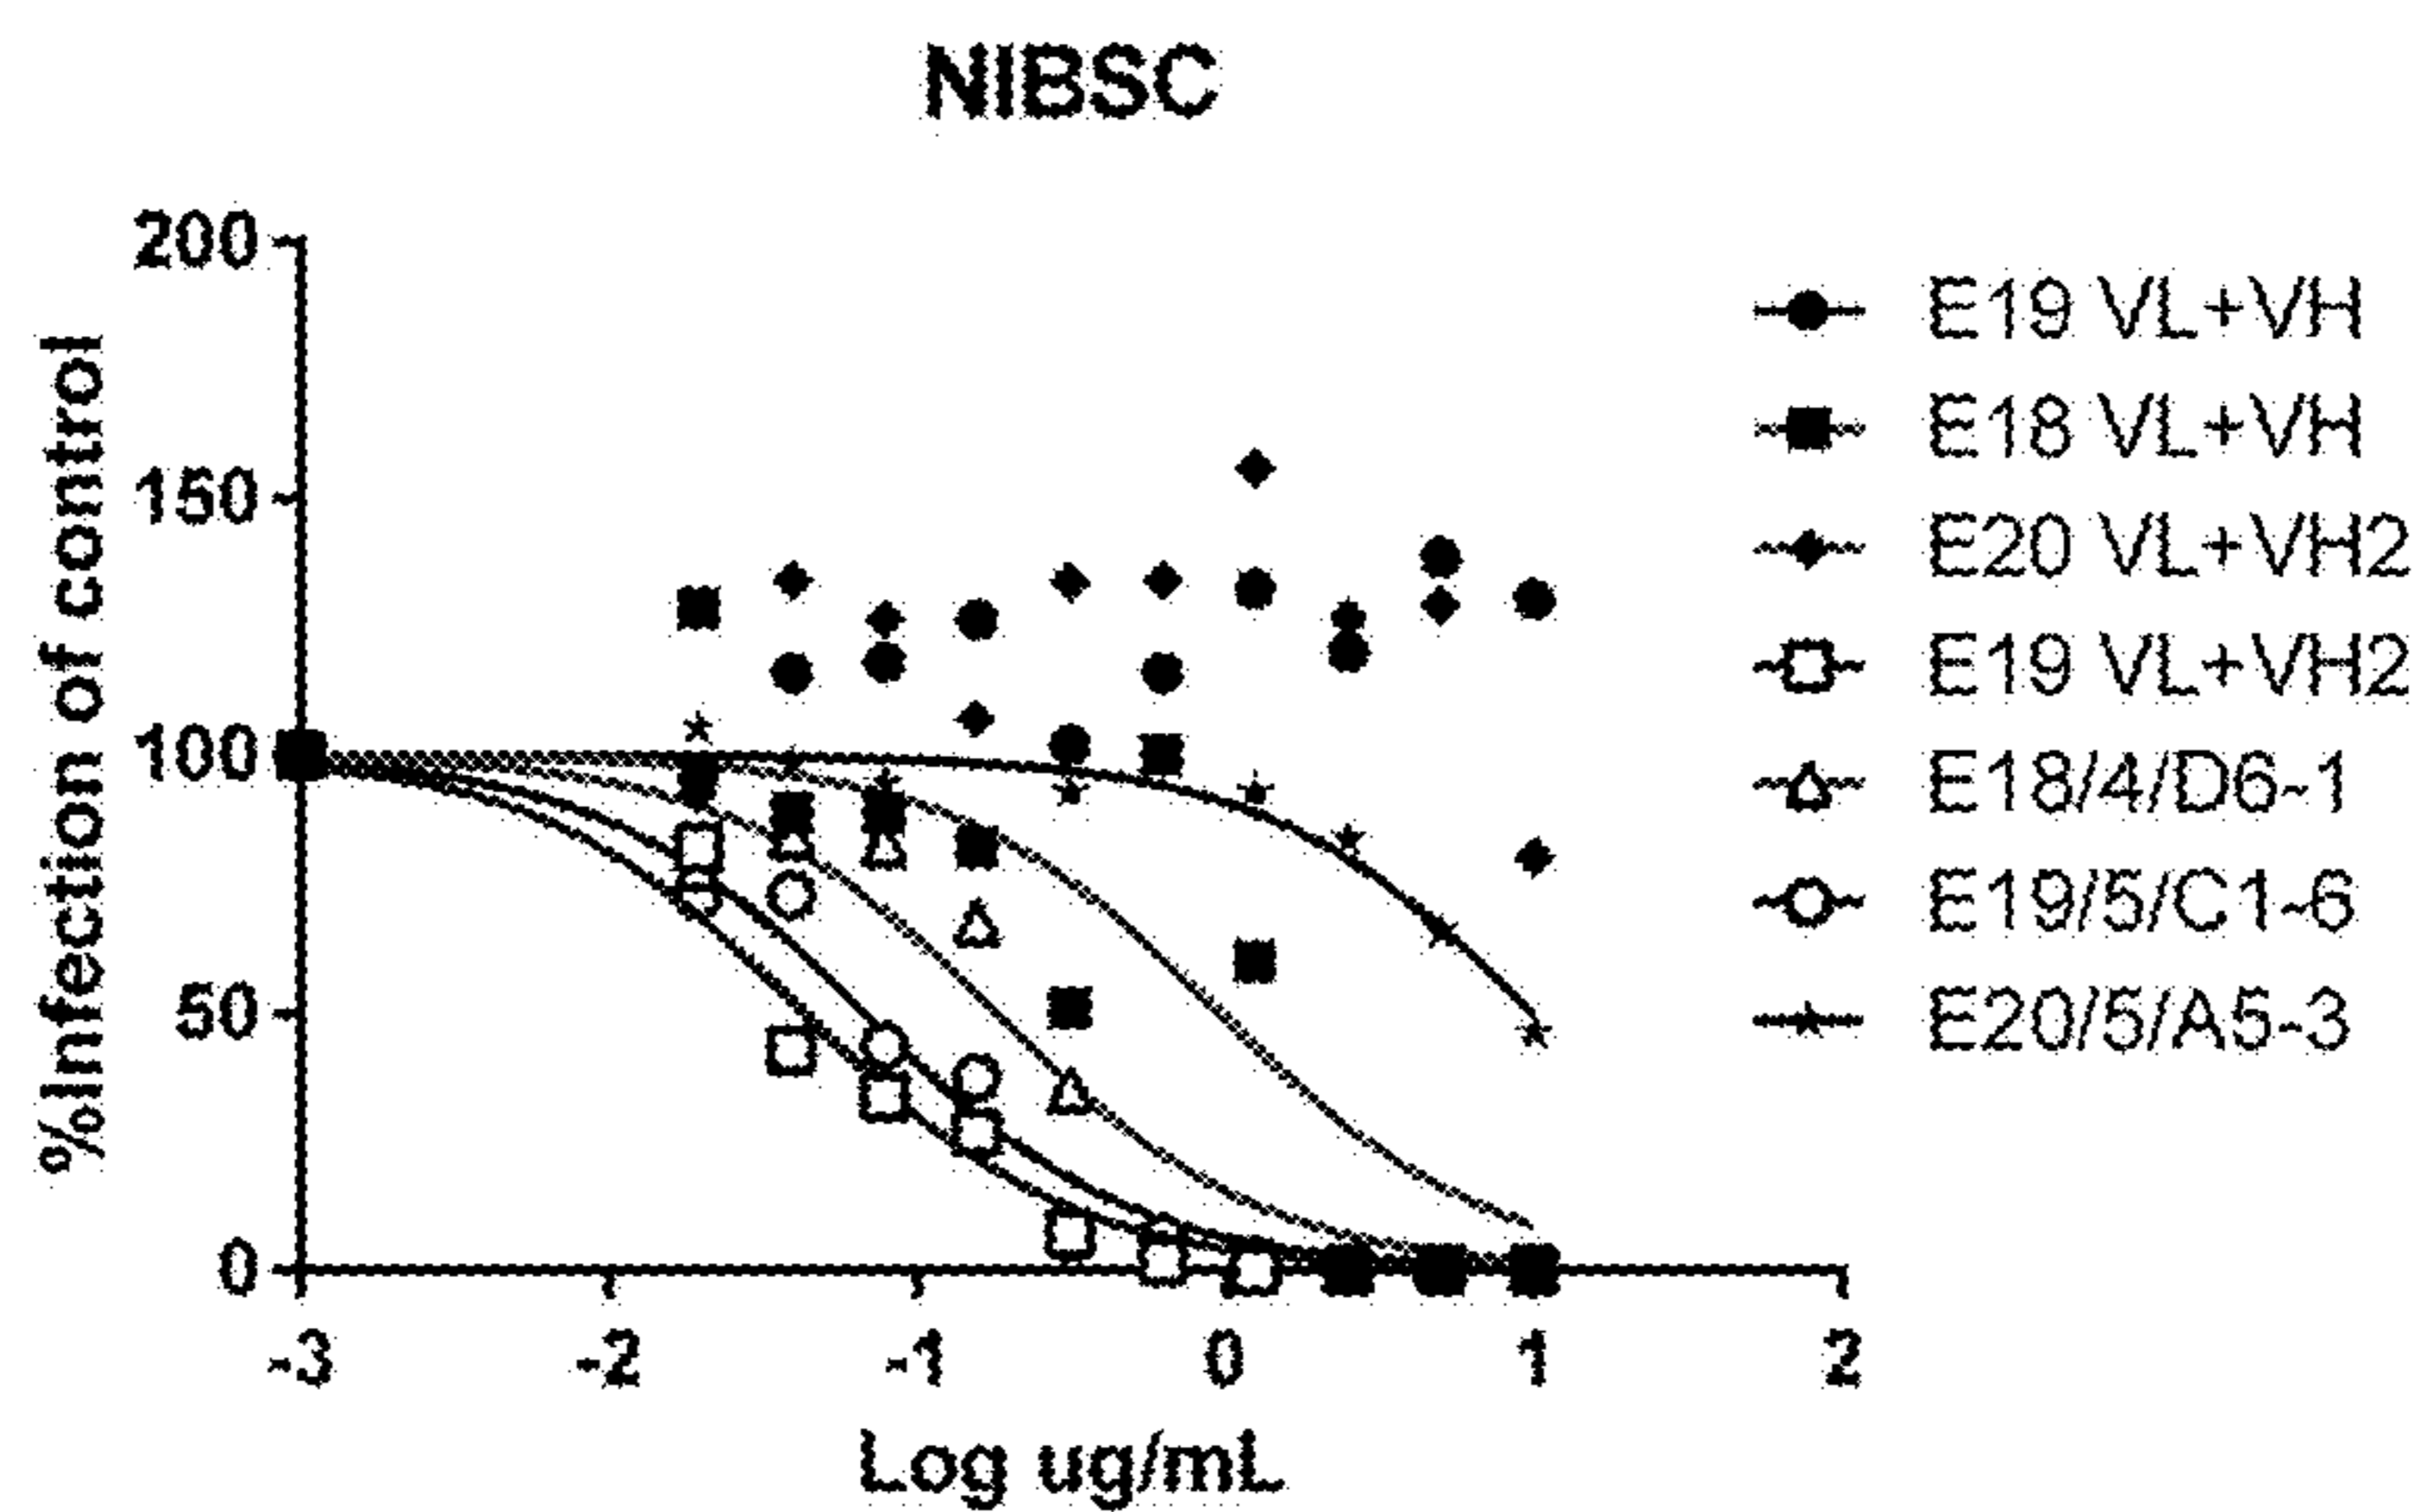 NIBSC
%Infection of control
200
150
100
50
0
-3 -2 -1 0 1 2
Log ug/mL
E19 VL+VH
E18 VL+VH
E20 VL+VH2
E19 VL+VH2
E18/4/D6-1
E19/5/C1-6
E20/5/A5-3